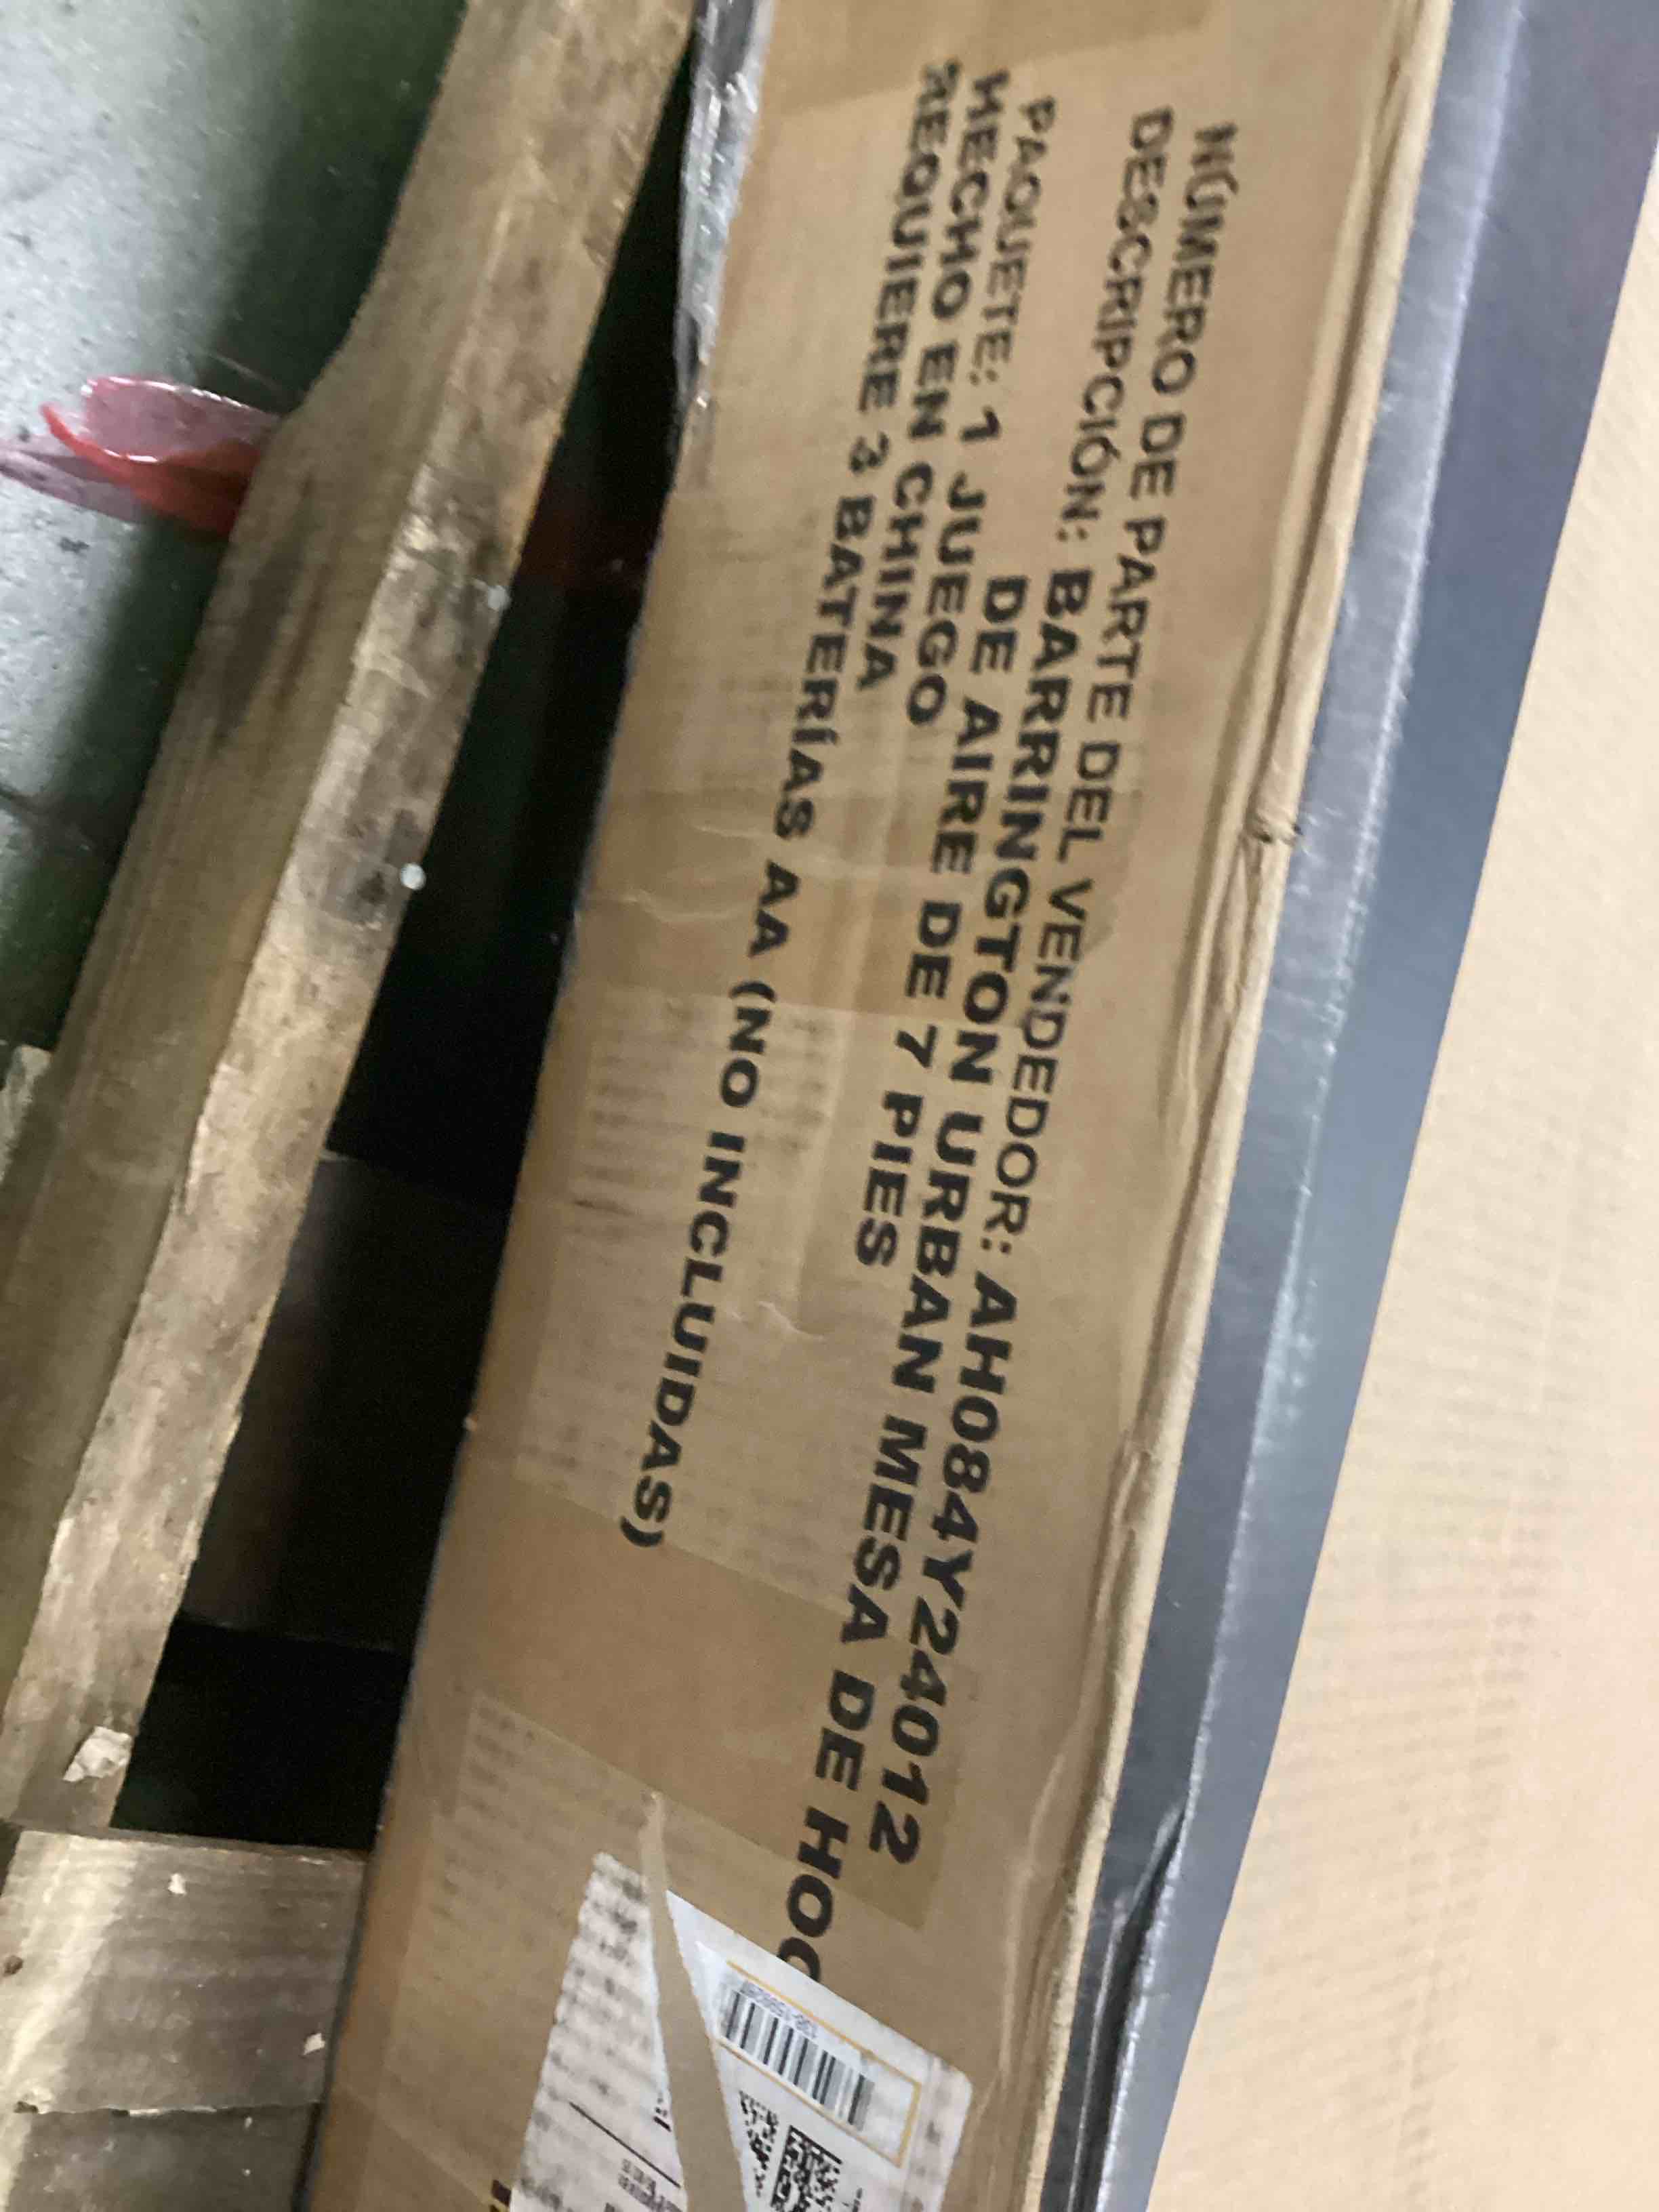 NÚMERO DE PARTE DEL VENDEDOR: AH084Y24012
DESCRIPCIÓN: BARRINGTON URBAN MESA DE
DE AIRE DE 7 PIES
PAQUETE: 1 JUEGO
HECHO EN CHINA
REQUIERE 3 BATERÍAS AA (NO INCLUIDAS)